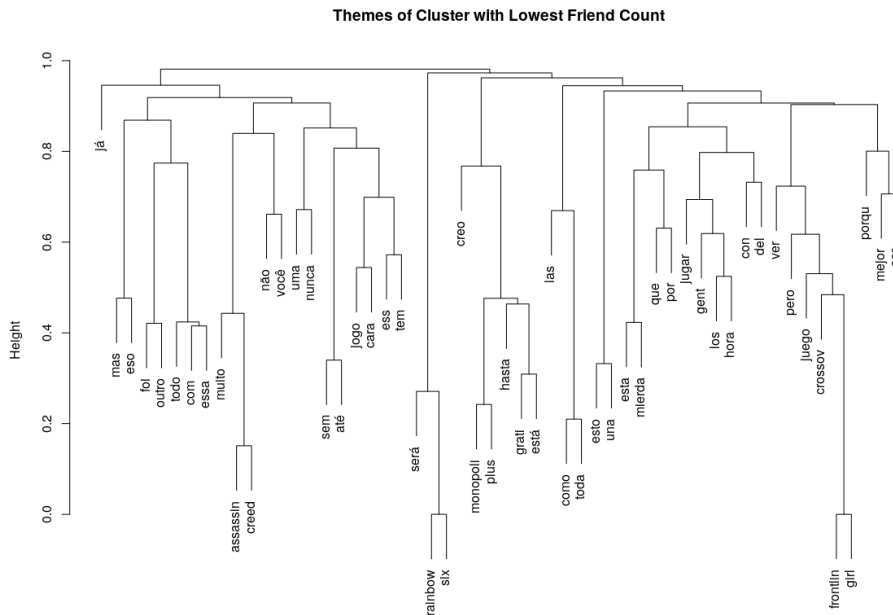 Themes of Cluster with Lowest Friend Count
Height
1.0
0.8
0.6
0.4
0.2
0.0
já
mas
eso
foi
outro
todo
com
essa
muito
assassin
creed
não
você
uma
nunca
sem
até
jogo
cara
ess
tem
será
rainbow
six
creo
monopoli
plus
hasta
grati
está
las
como
toda
esto
una
esta
mierda
que
por
jugar
gent
los
hora
con
del
ver
pero
juego
crossov
frontlin
girl
porqu
mejor